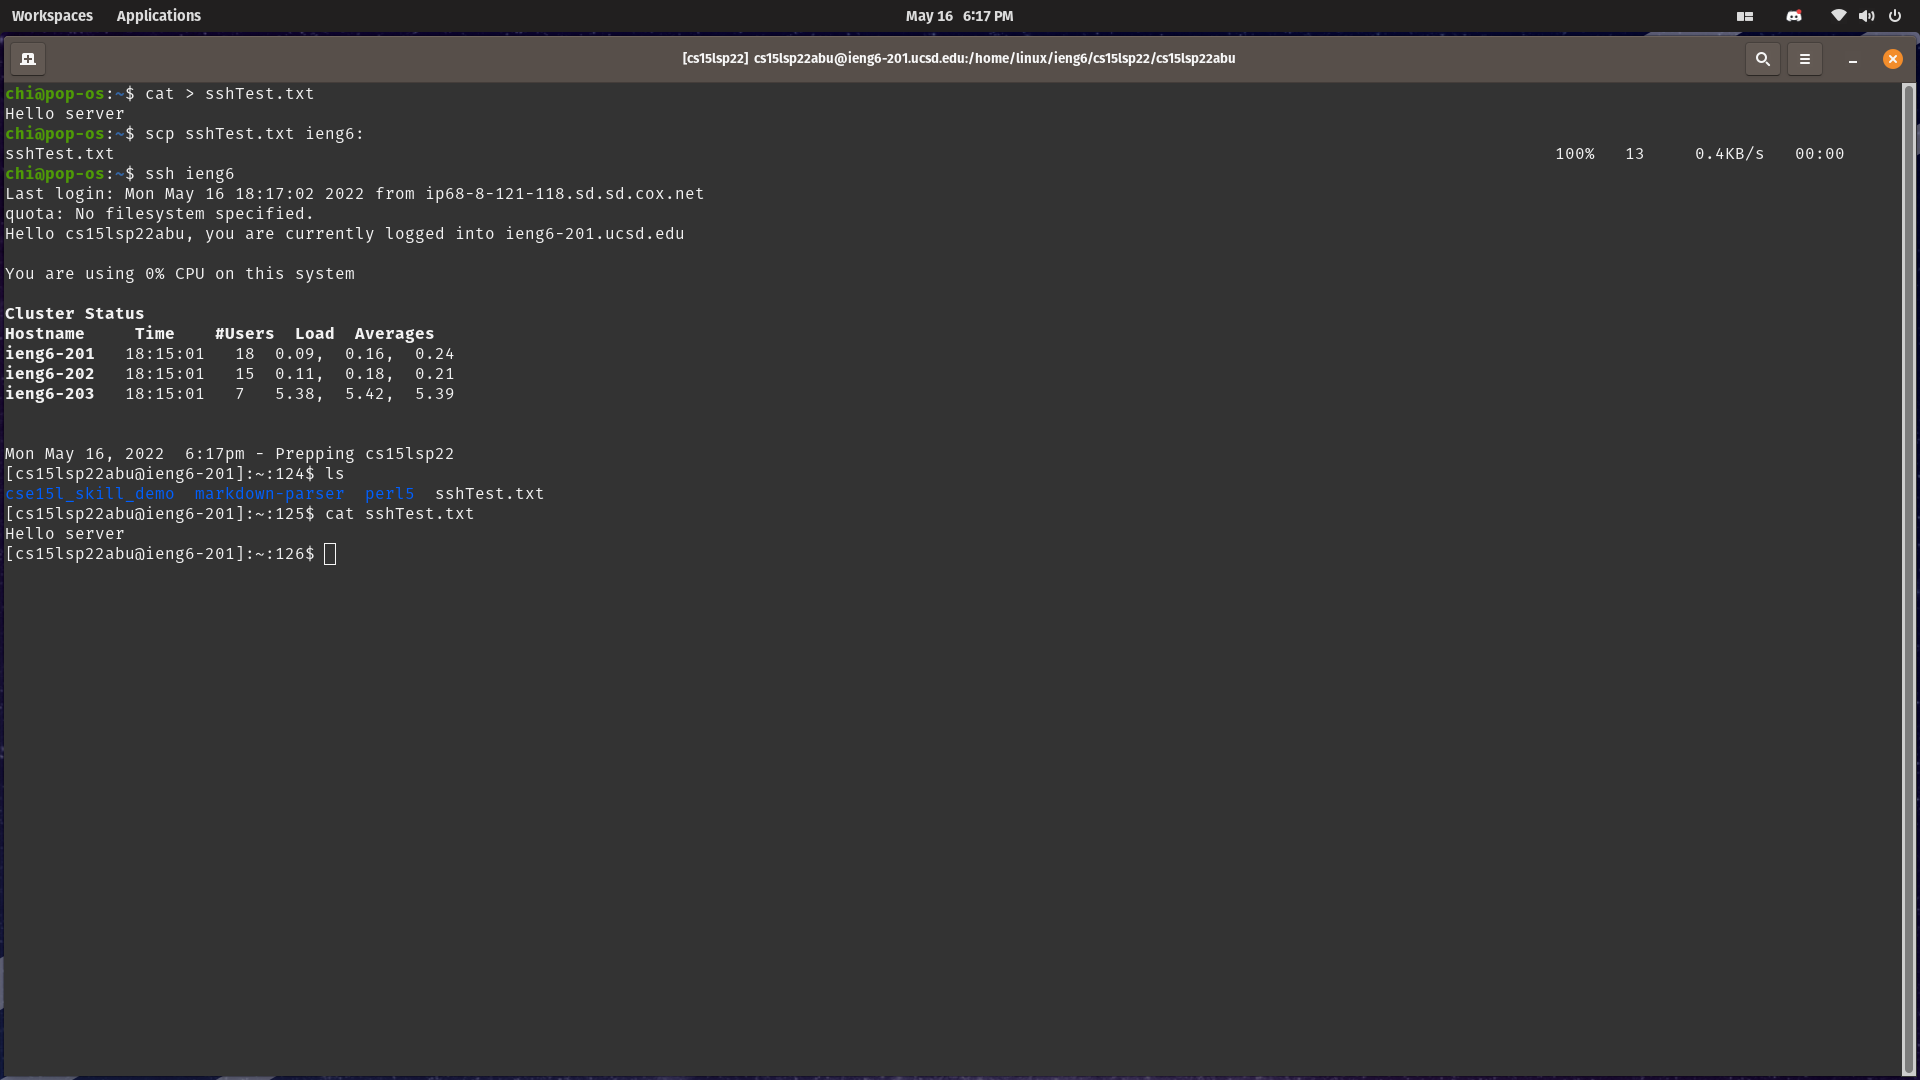 Workspaces Applications May 16 6:17 PM
[cs15lsp22] cs15lsp22abu@ieng6-201.ucsd.edu:/home/linux/ieng6/cs15lsp22/cs15lsp22abu
chi@pop-os:~$ cat > sshTest.txt
Hello server
chi@pop-os:~$ scp sshTest.txt ieng6:
sshTest.txt 100% 13 0.4KB/s 00:00
chi@pop-os:~$ ssh ieng6
Last login: Mon May 16 18:17:02 2022 from ip68-8-121-118.sd.sd.cox.net
quota: No filesystem specified.
Hello cs15lsp22abu, you are currently logged into ieng6-201.ucsd.edu
You are using 0% CPU on this system
Cluster Status
Hostname Time #Users Load Averages
ieng6-201 18:15:01 18 0.09, 0.16, 0.24
ieng6-202 18:15:01 15 0.11, 0.18, 0.21
ieng6-203 18:15:01 7 5.38, 5.42, 5.39
Mon May 16, 2022 6:17pm - Prepping cs15lsp22
[cs15lsp22abu@ieng6-201]:~:124$ ls
cse15l_skill_demo markdown-parser perl5 sshTest.txt
[cs15lsp22abu@ieng6-201]:~:125$ cat sshTest.txt
Hello server
[cs15lsp22abu@ieng6-201]:~:126$